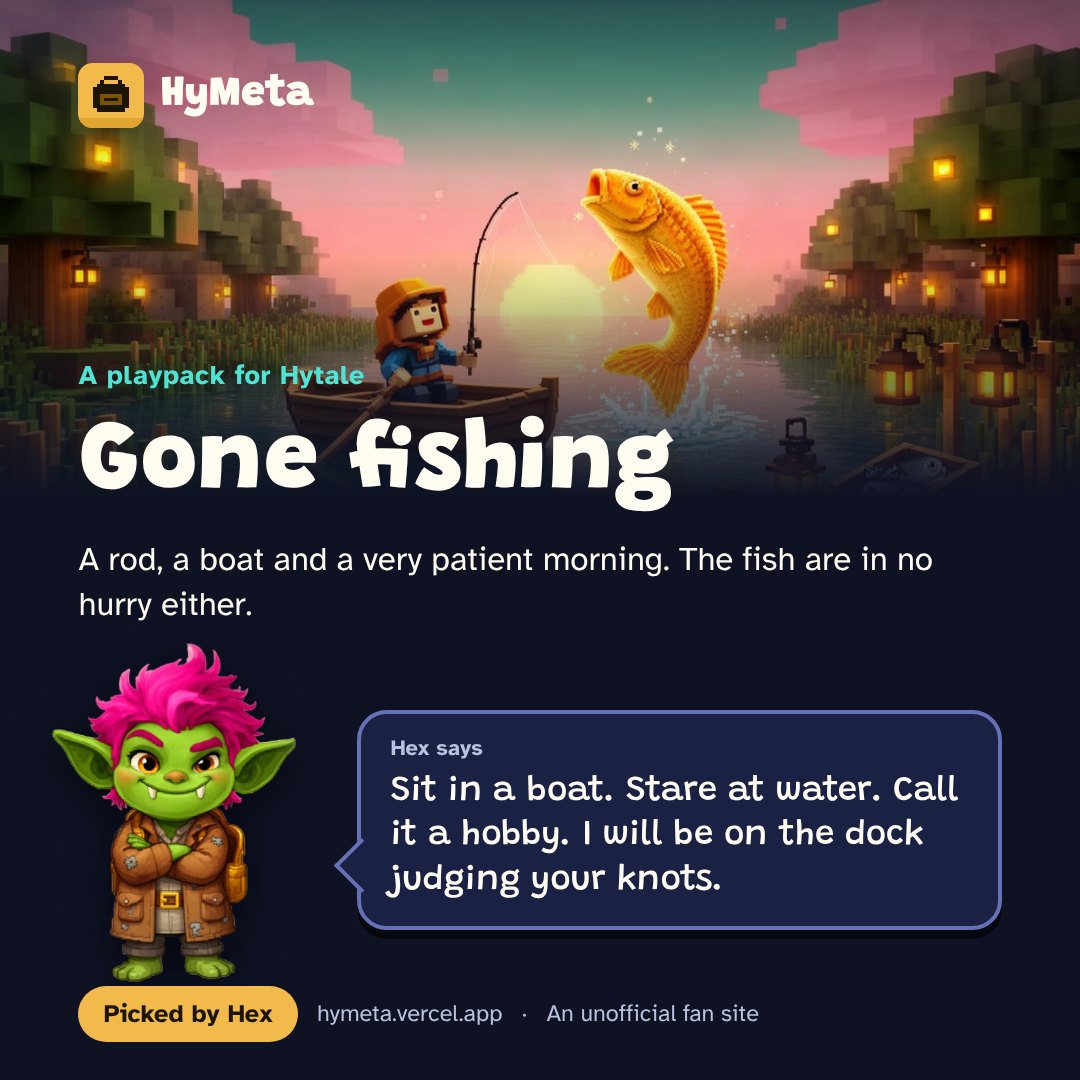 HyMeta
A playpack for Hytale
Gone fishing
A rod, a boat and a very patient morning. The fish are in no
hurry either.
Hex says
Sit in a boat. Stare at water. Call
it a hobby. I will be on the dock
judging your knots.
Picked by Hex
hymeta.vercel.app · An unofficial fan site